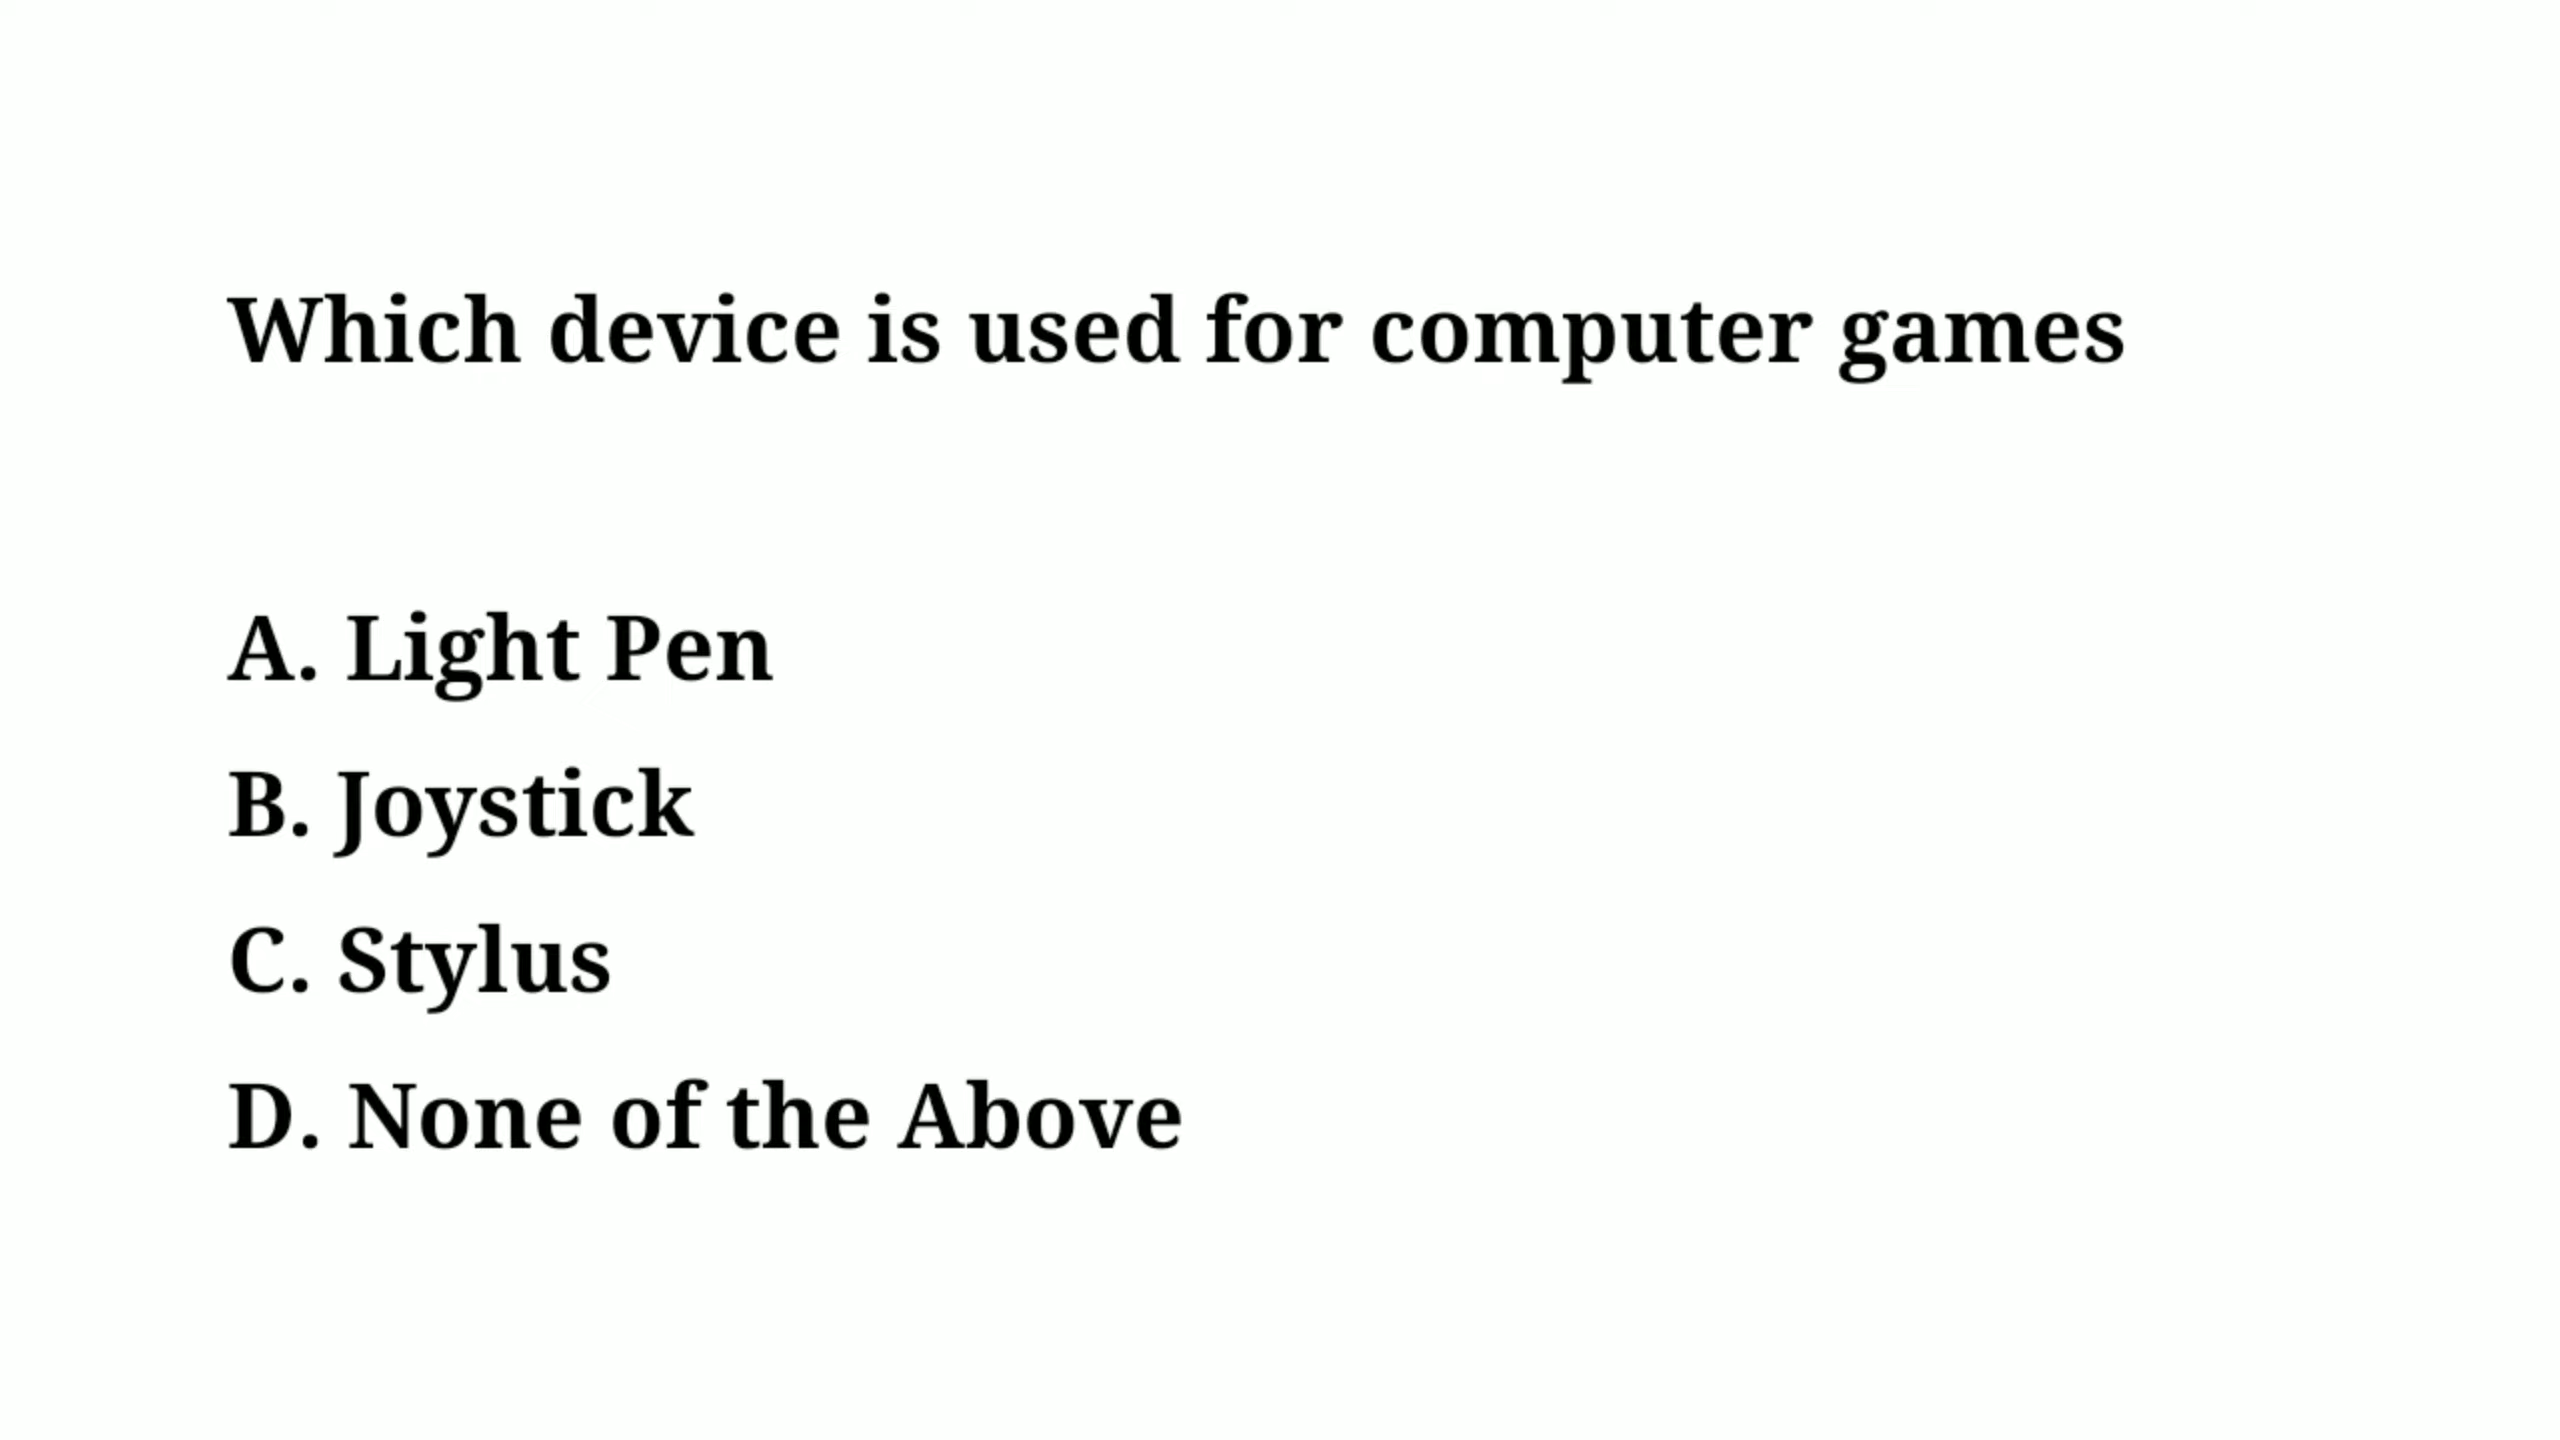 Which device is used for computer games
A. Light Pen
B. Joystick
C. Stylus
D. None of the Above